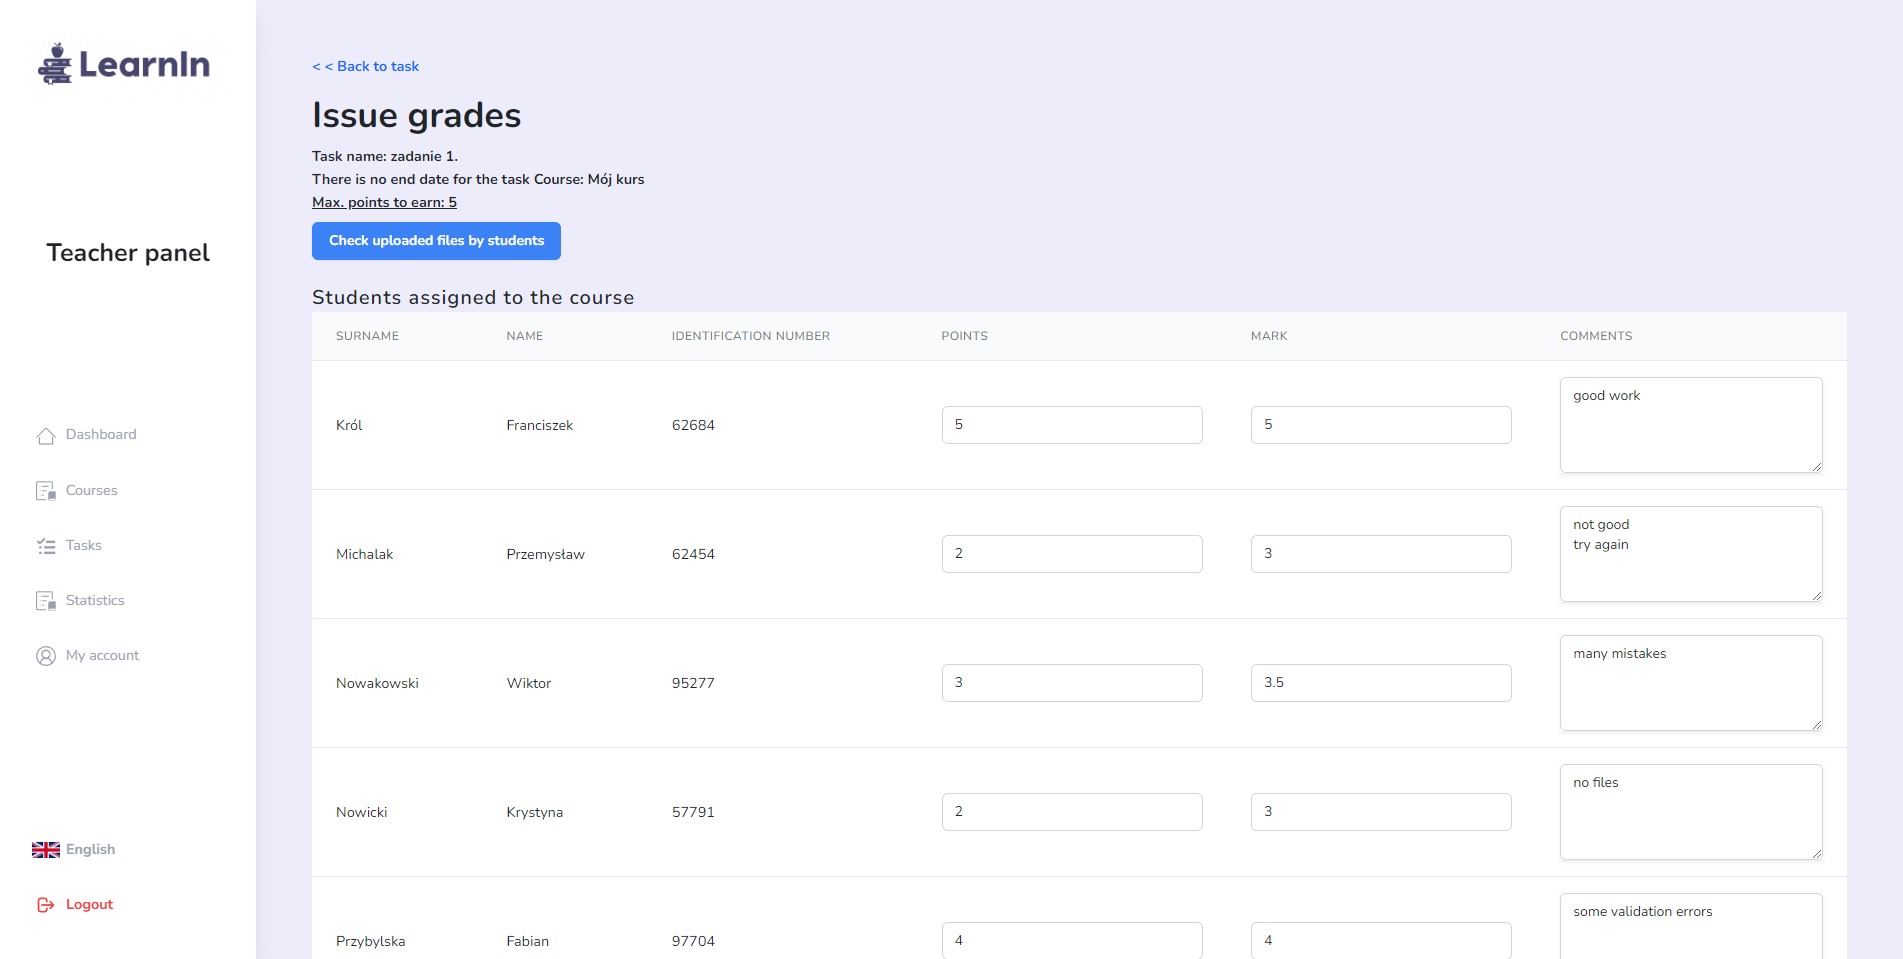 LearnIn
Teacher panel
Dashboard
Courses
Tasks
Statistics
My account
English
Logout
< < Back to task
Issue grades
Task name: zadanie 1.
There is no end date for the task Course: Mój kurs
Max. points to earn: 5
Check uploaded files by students
Students assigned to the course
SURNAME NAME IDENTIFICATION NUMBER POINTS MARK COMMENTS
Król Franciszek 62684 5 5 good work
Michalak Przemysław 62454 2 3 not good
try again
Nowakowski Wiktor 95277 3 3.5 many mistakes
Nowicki Krystyna 57791 2 3 no files
Przybylska Fabian 97704 4 4 some validation errors